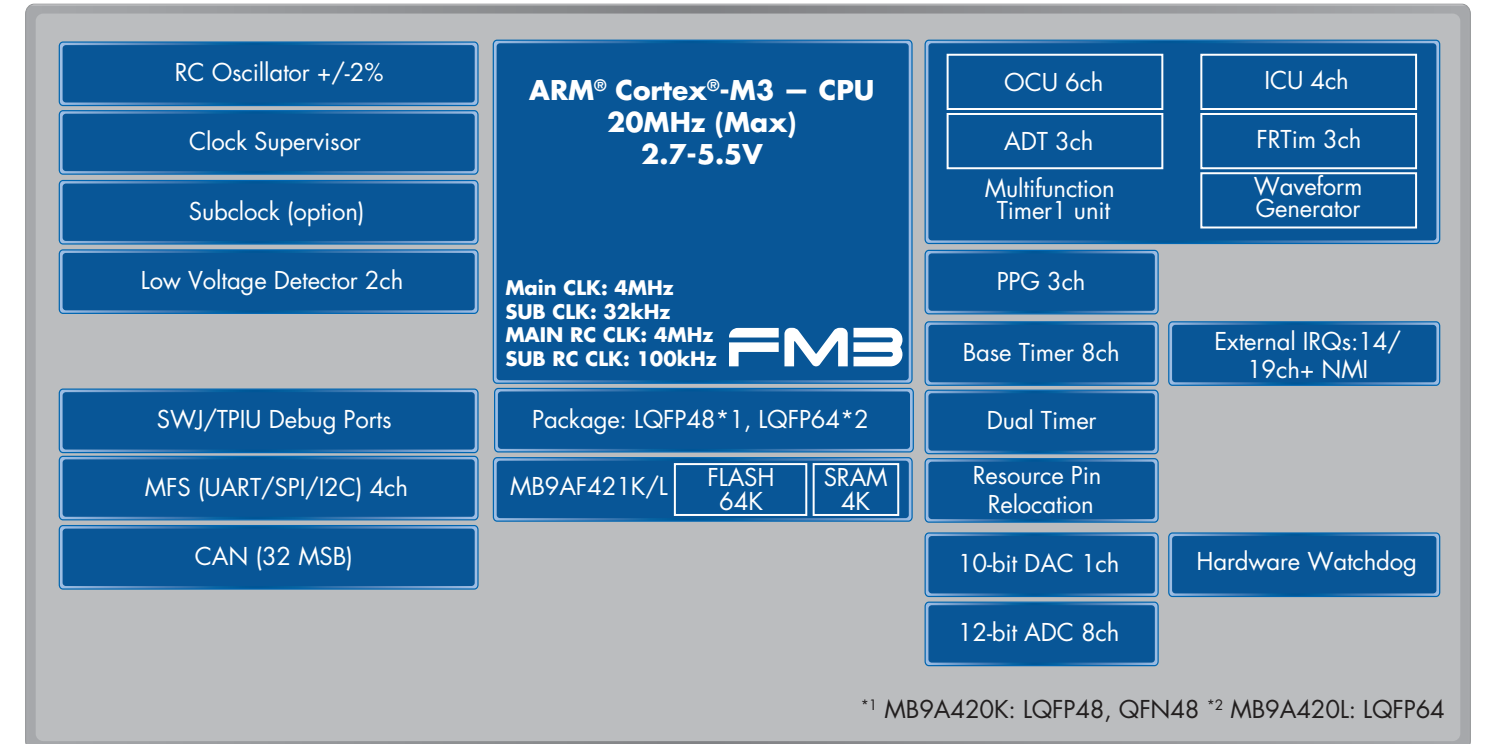 RC Oscillator +/-2%
Clock Supervisor
Subclock (option)
Low Voltage Detector 2ch
SWJ/TPIU Debug Ports
MFS (UART/SPI/I2C) 4ch
CAN (32 MSB)
ARM® Cortex®-M3 – CPU
20MHz (Max)
2.7-5.5V
Main CLK: 4MHz
SUB CLK: 32kHz
MAIN RC CLK: 4MHz
SUB RC CLK: 100kHz
FM3
Package: LQFP48*1, LQFP64*2
MB9AF421K/L
FLASH
64K
SRAM
4K
OCU 6ch
ICU 4ch
ADT 3ch
FRTim 3ch
Multifunction
Timer1 unit
Waveform
Generator
PPG 3ch
Base Timer 8ch
External IRQs:14/
19ch+ NMI
Dual Timer
Resource Pin
Relocation
10-bit DAC 1ch
Hardware Watchdog
12-bit ADC 8ch
*1 MB9A420K: LQFP48, QFN48 *2 MB9A420L: LQFP64